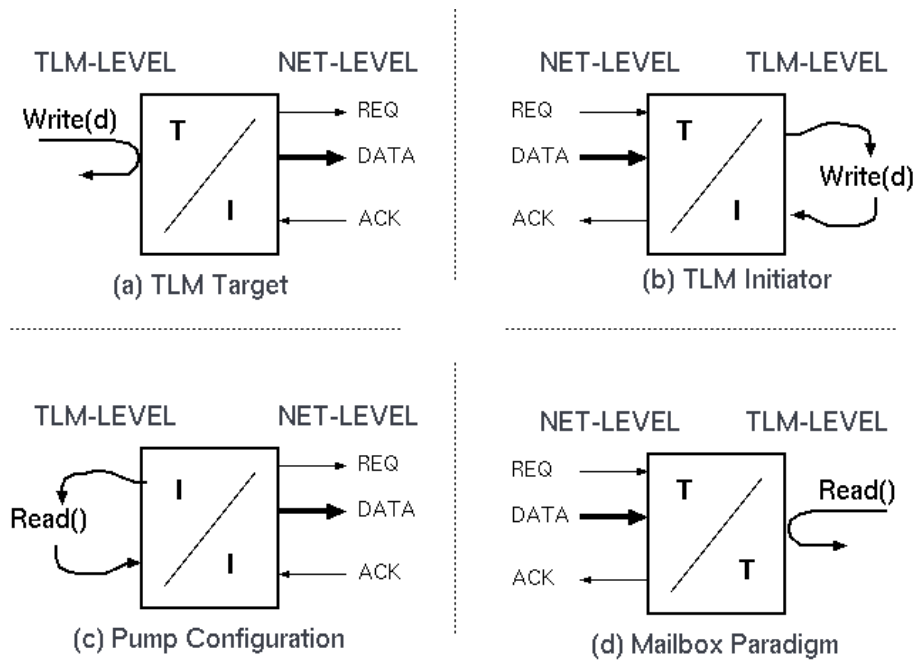 TLM-LEVEL NET-LEVEL
Write(d)
T
I
REQ
DATA
ACK
(a) TLM Target
NET-LEVEL TLM-LEVEL
REQ
DATA
ACK
T
I
Write(d)
(b) TLM Initiator
TLM-LEVEL NET-LEVEL
Read()
I
I
REQ
DATA
ACK
(c) Pump Configuration
NET-LEVEL TLM-LEVEL
REQ
DATA
ACK
T
T
Read()
(d) Mailbox Paradigm